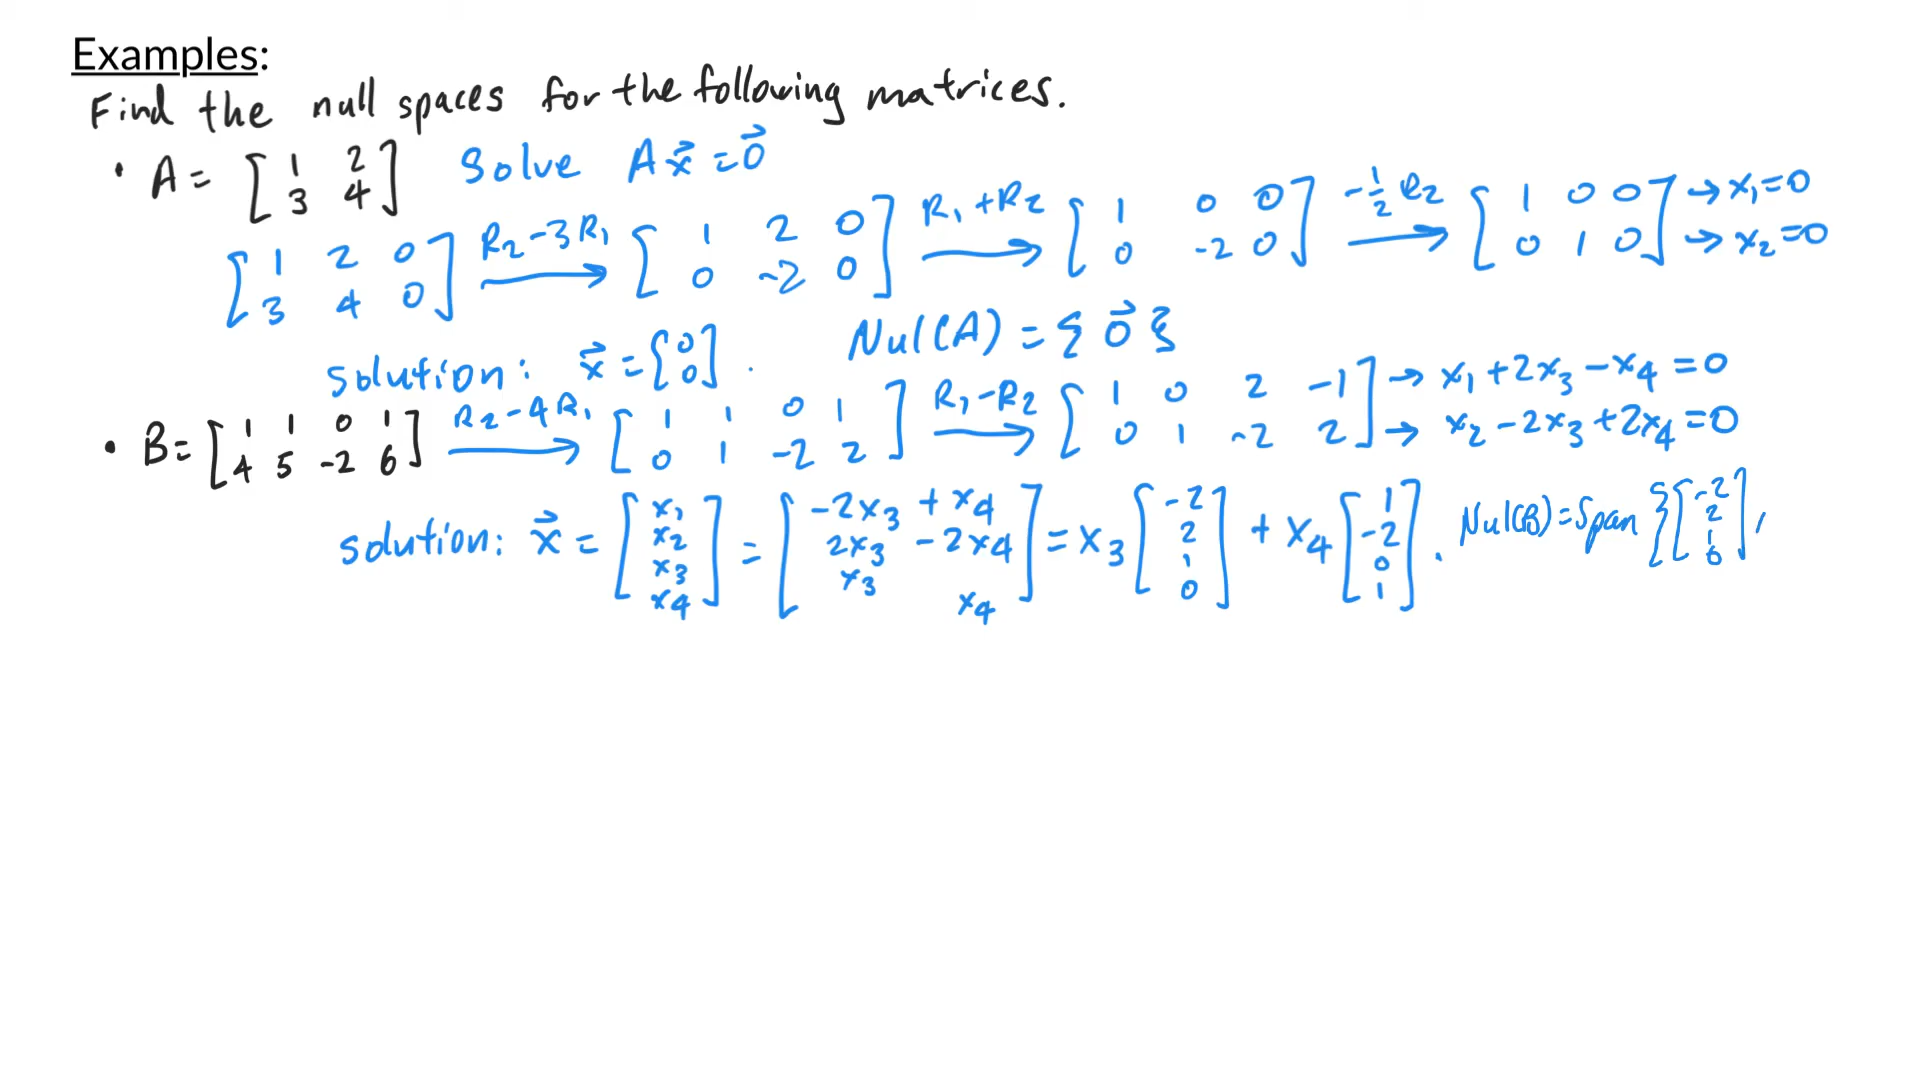 Examples:
Find the null spaces for the following matrices.
• A = [1 2; 3 4] Solve A x⃗ = 0⃗
[1 2 0; 3 4 0] R₂ - 3R₁ → [1 2 0; 0 -2 0] R₁ + R₂ → [1 0 0; 0 -2 0] -½ R₂ → [1 0 0; 0 1 0] → x₁ = 0 → x₂ = 0
solution: x⃗ = [0; 0]. Nul(A) = { 0⃗ }
• B = [1 1 0 1; 4 5 -2 6] R₂ - 4R₁ → [1 1 0 1; 0 1 -2 2] R₁ - R₂ → [1 0 2 -1; 0 1 -2 2] → x₁ + 2x₃ - x₄ = 0 → x₂ - 2x₃ + 2x₄ = 0
solution: x⃗ = [x₁; x₂; x₃; x₄] = [-2x₃ + x₄; 2x₃ - 2x₄; x₃; x₄] = x₃ [-2; 2; 1; 0] + x₄ [1; -2; 0; 1]. Nul(B) = Span {[-2; 2; 1; 0],